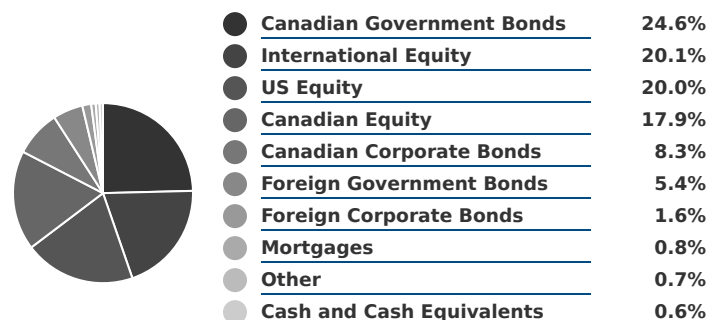 Canadian Government Bonds 24.6%
International Equity 20.1%
US Equity 20.0%
Canadian Equity 17.9%
Canadian Corporate Bonds 8.3%
Foreign Government Bonds 5.4%
Foreign Corporate Bonds 1.6%
Mortgages 0.8%
Other 0.7%
Cash and Cash Equivalents 0.6%